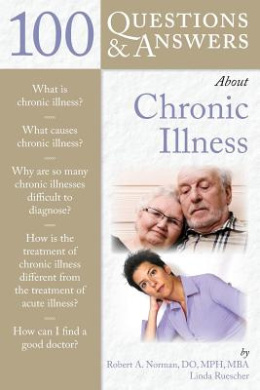 100 QUESTIONS
& ANSWERS
About
Chronic
Illness
What is
chronic illness?
What causes
chronic illness?
Why are so many
chronic illnesses
difficult to
diagnose?
How is the
treatment of
chronic illness
different from
the treatment of
acute illness?
How can I find a
good doctor?
by
Robert A. Norman, DO, MPH, MBA
Linda Ruescher